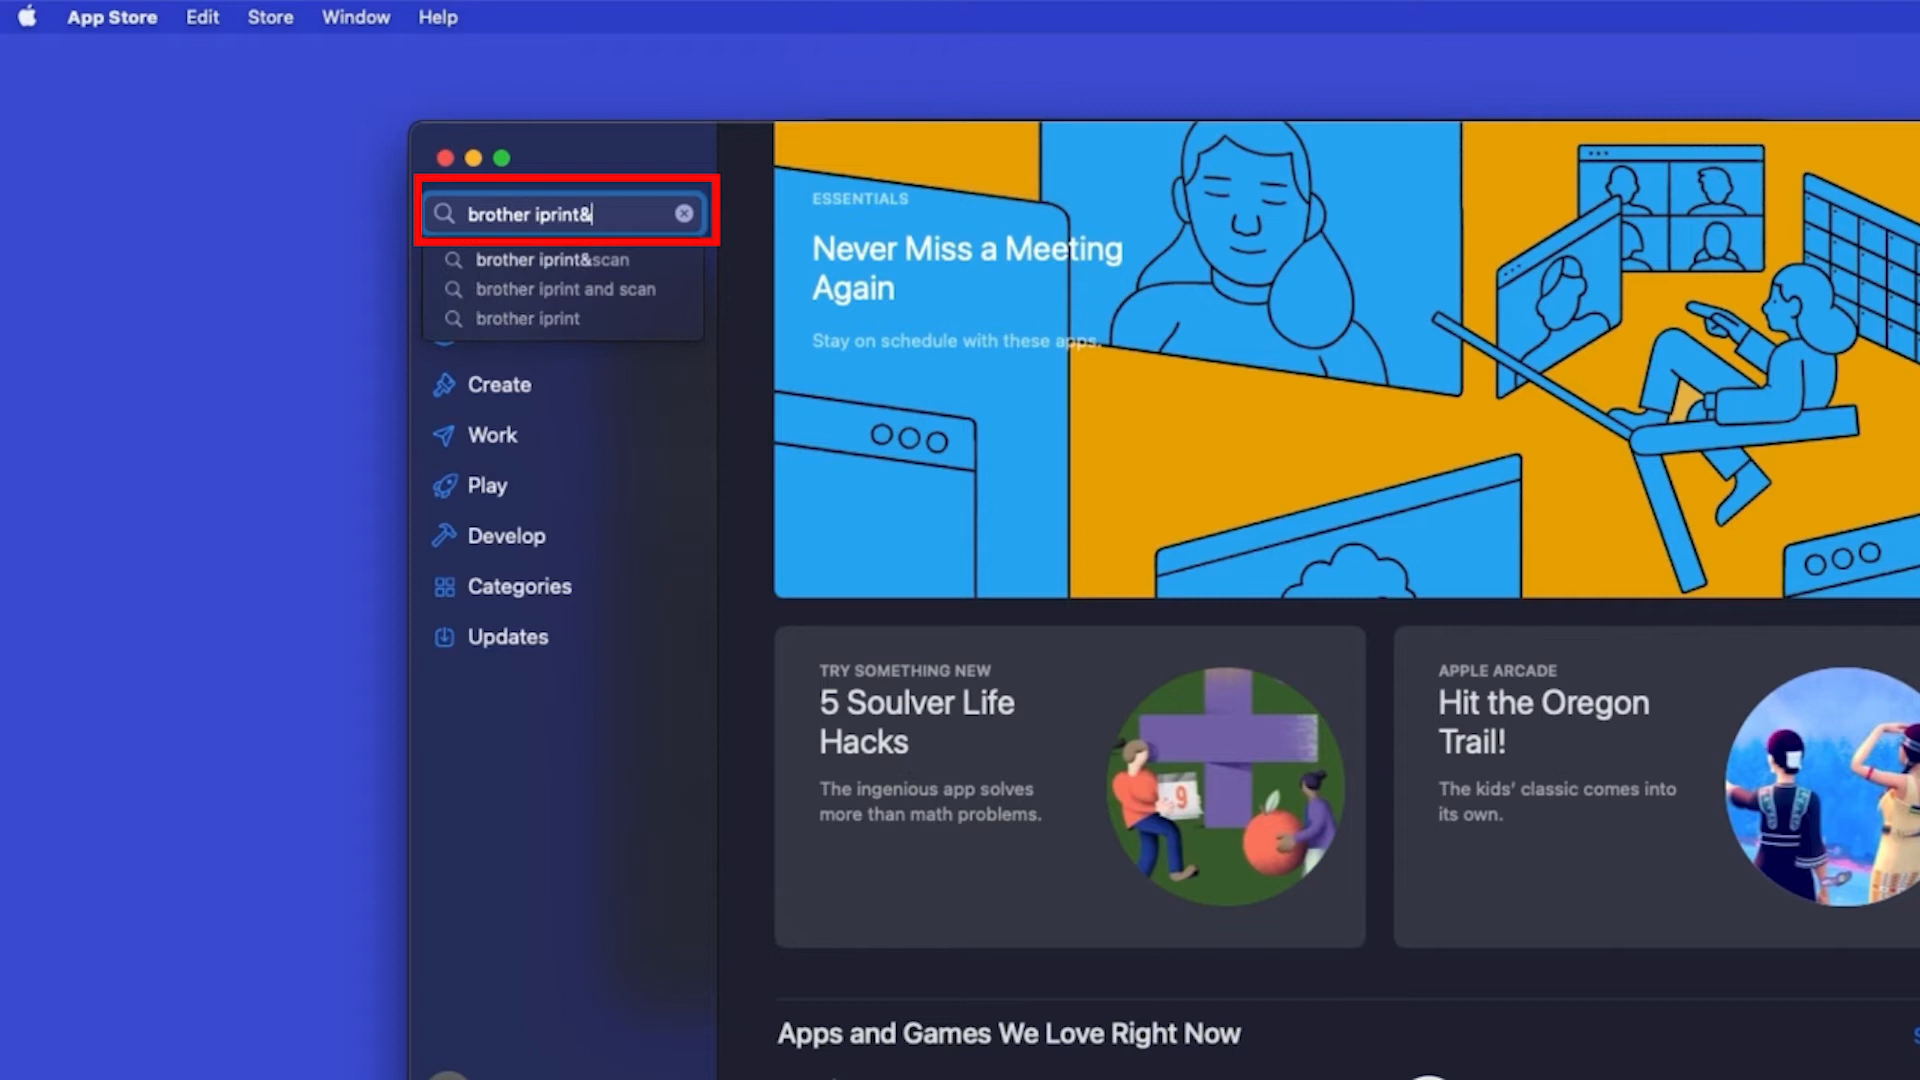 App Store Edit Store Window Help
brother iprint&
brother iprint&scan
brother iprint and scan
brother iprint
Create
Work
Play
Develop
Categories
Updates
ESSENTIALS
Never Miss a Meeting
Again
Stay on schedule with these apps.
TRY SOMETHING NEW
5 Soulver Life
Hacks
The ingenious app solves
more than math problems.
9
APPLE ARCADE
Hit the Oregon
Trail!
The kids' classic comes into
its own.
Apps and Games We Love Right Now